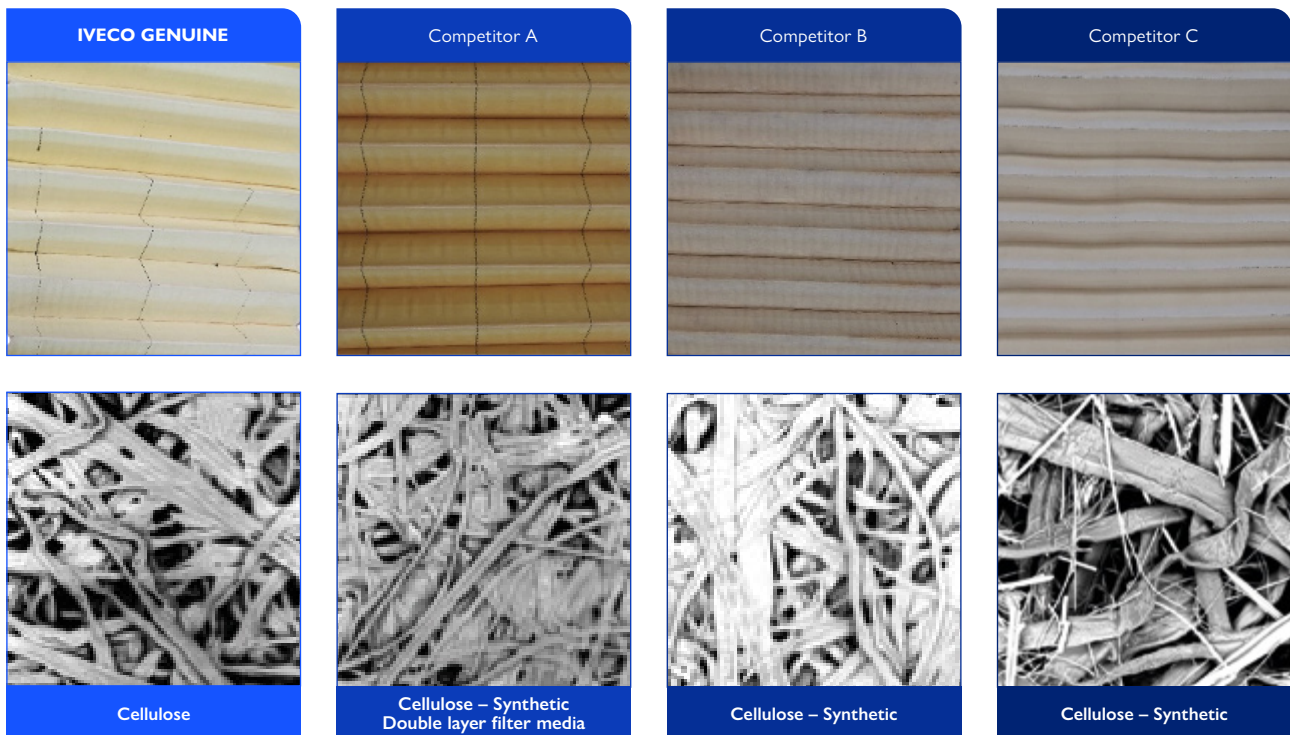 IVECO GENUINE
Competitor A
Competitor B
Competitor C
Cellulose
Cellulose – Synthetic
Double layer filter media
Cellulose – Synthetic
Cellulose – Synthetic